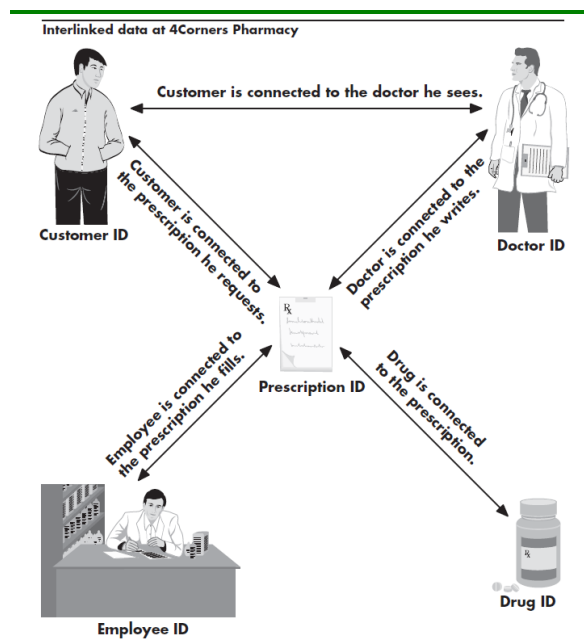 Interlinked data at 4Corners Pharmacy
Customer is connected to the doctor he sees.
Customer ID
Doctor ID
Customer is connected to
the prescription he requests.
Doctor is connected to the
prescription he writes.
Rx
Prescription ID
Employee is connected to
the prescription he fills.
Drug is connected
to the prescription.
Rx
Employee ID
Drug ID